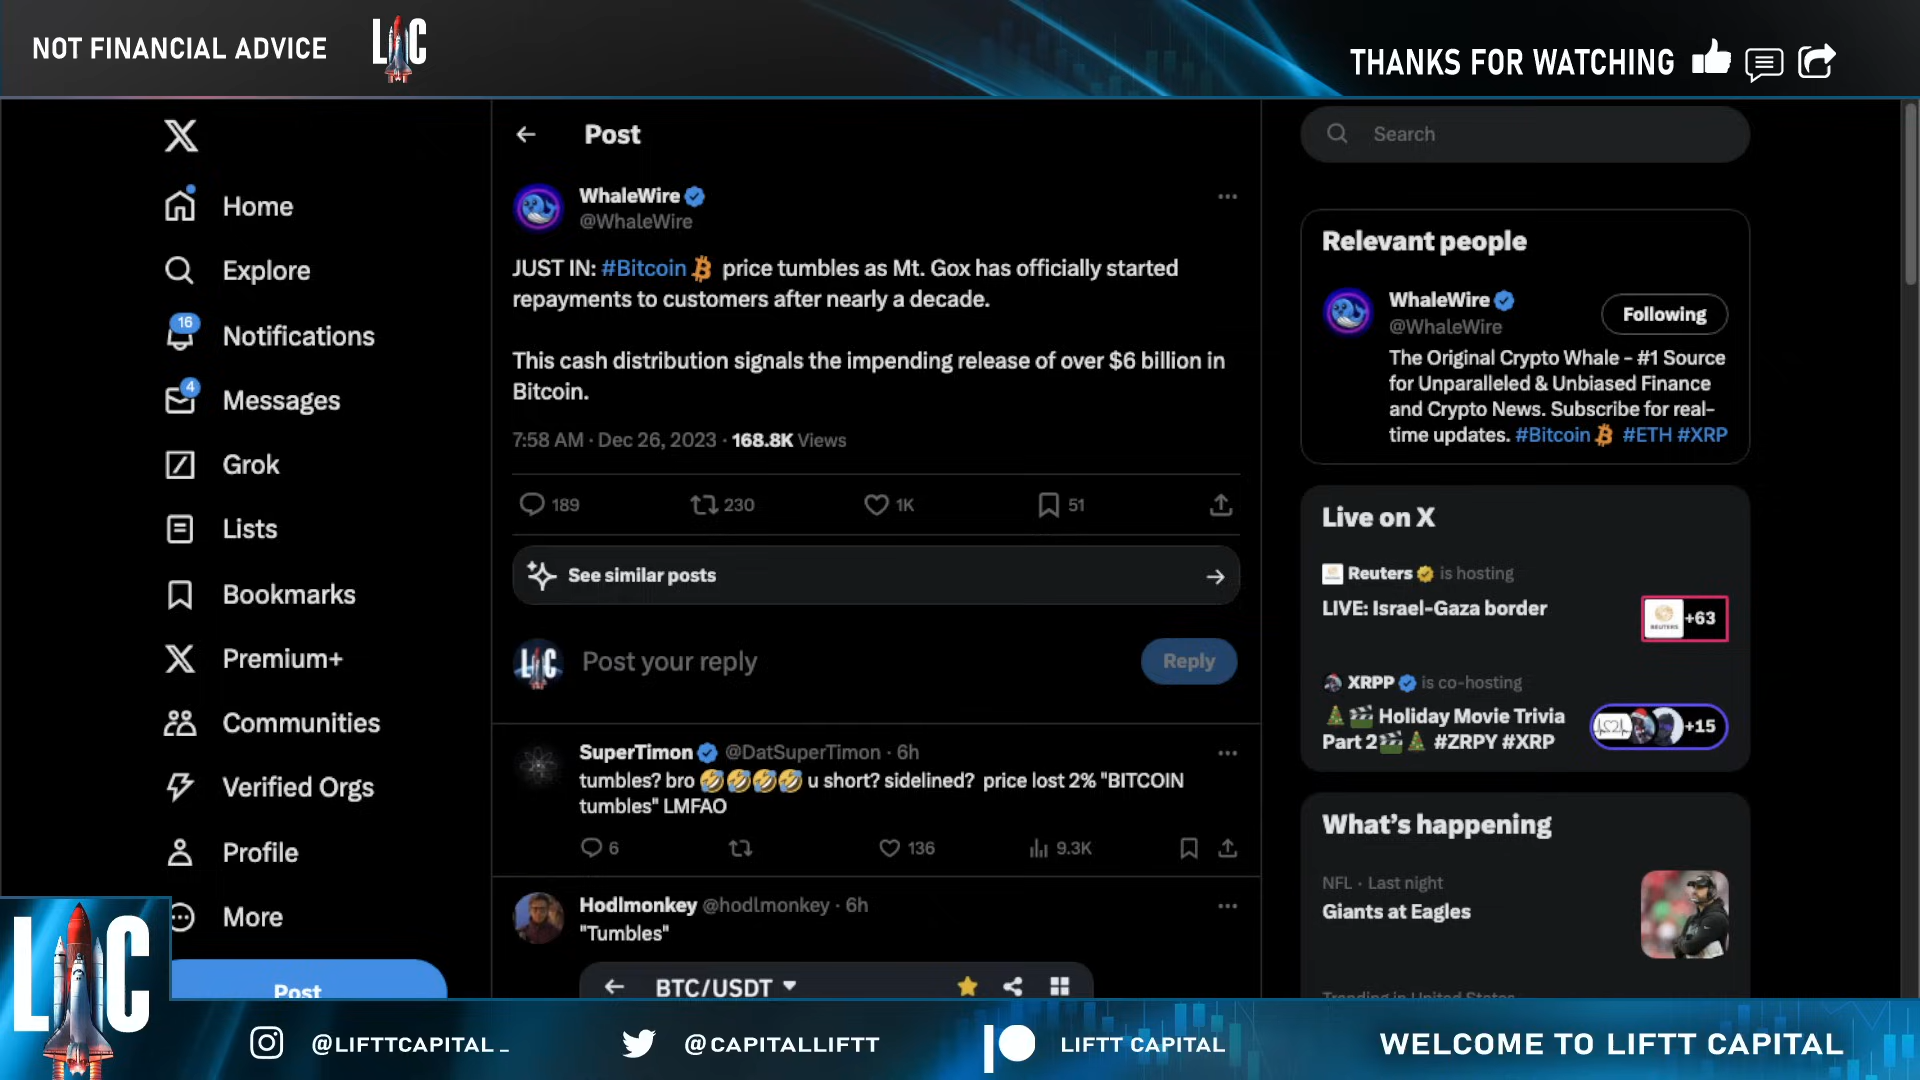 NOT FINANCIAL ADVICE
LC
THANKS FOR WATCHING
X
Home
Explore
16
Notifications
4
Messages
Grok
Lists
Bookmarks
Premium+
Communities
Verified Orgs
Profile
More
Post
Post
WhaleWire
@WhaleWire
JUST IN: #Bitcoin price tumbles as Mt. Gox has officially started
repayments to customers after nearly a decade.
This cash distribution signals the impending release of over $6 billion in
Bitcoin.
7:58 AM · Dec 26, 2023 · 168.8K Views
189 230 1K 51
See similar posts
LC
Post your reply
Reply
SuperTimon @DatSuperTimon · 6h
tumbles? bro 🤣🤣🤣🤣 u short? sidelined? price lost 2% "BITCOIN
tumbles" LMFAO
6 136 9.3K
Hodlmonkey @hodlmonkey · 6h
"Tumbles"
BTC/USDT
Search
Relevant people
WhaleWire
@WhaleWire
Following
The Original Crypto Whale - #1 Source
for Unparalleled & Unbiased Finance
and Crypto News. Subscribe for real-
time updates. #Bitcoin #ETH #XRP
Live on X
Reuters is hosting
LIVE: Israel-Gaza border
REUTERS
+63
XRPP is co-hosting
🎄🎬 Holiday Movie Trivia
Part 2🎬🎄 #ZRPY #XRP
+15
What's happening
NFL · Last night
Giants at Eagles
Trending in United States
LC
@LIFTTCAPITAL_
@CAPITALLIFTT
LIFTT CAPITAL
WELCOME TO LIFTT CAPITAL